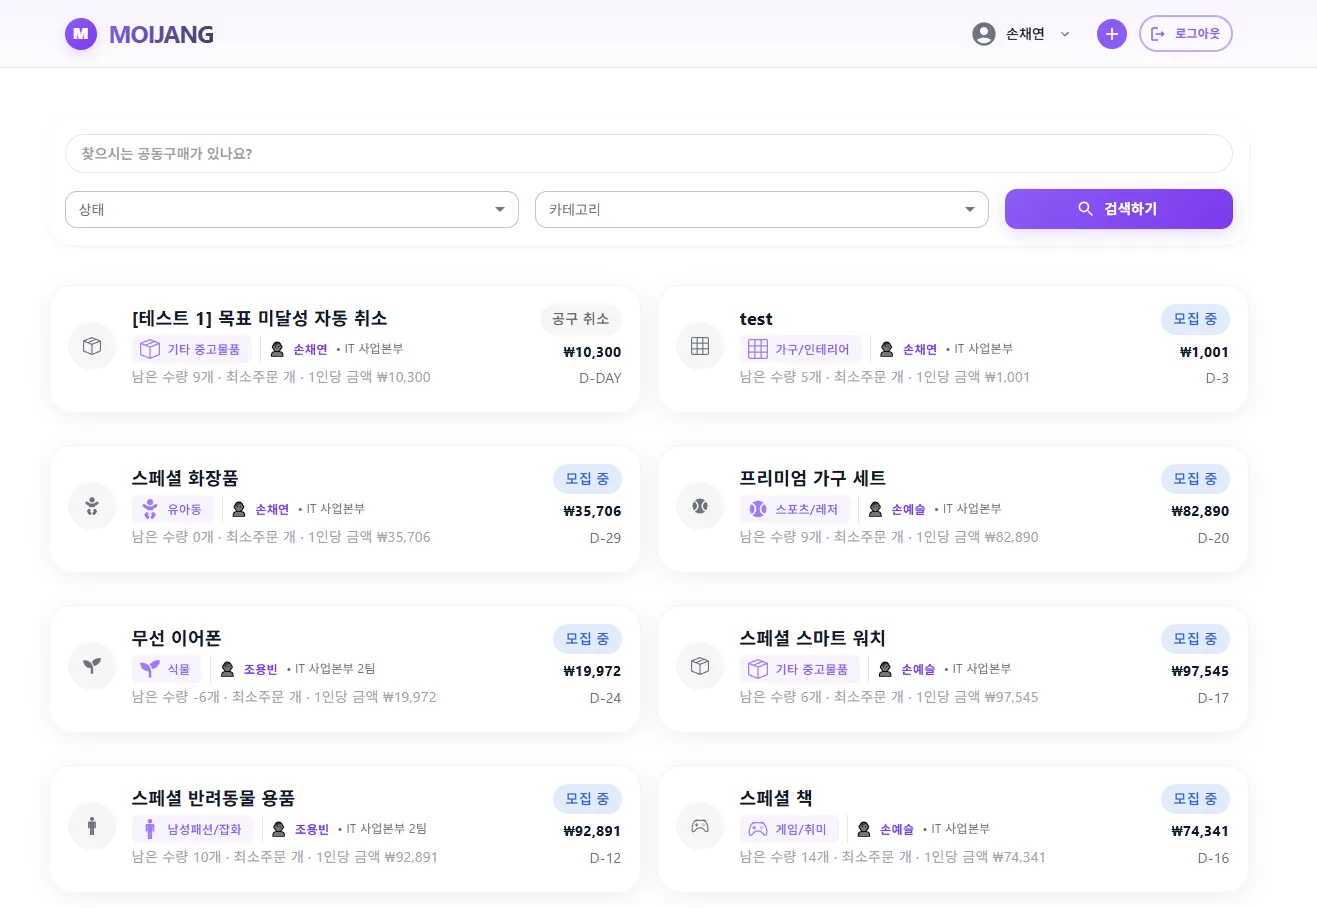 M MOIJANG
손채연
로그아웃
찾으시는 공동구매가 있나요?
상태
카테고리
검색하기
[테스트 1] 목표 미달성 자동 취소
공구 취소
기타 중고물품
손채연 • IT 사업본부
₩10,300
남은 수량 9개 · 최소주문 개 · 1인당 금액 ₩10,300
D-DAY
test
모집 중
가구/인테리어
손채연 • IT 사업본부
₩1,001
남은 수량 5개 · 최소주문 개 · 1인당 금액 ₩1,001
D-3
스페셜 화장품
모집 중
유아동
손채연 • IT 사업본부
₩35,706
남은 수량 0개 · 최소주문 개 · 1인당 금액 ₩35,706
D-29
프리미엄 가구 세트
모집 중
스포츠/레저
손예슬 • IT 사업본부
₩82,890
남은 수량 9개 · 최소주문 개 · 1인당 금액 ₩82,890
D-20
무선 이어폰
모집 중
식물
조용빈 • IT 사업본부 2팀
₩19,972
남은 수량 -6개 · 최소주문 개 · 1인당 금액 ₩19,972
D-24
스페셜 스마트 워치
모집 중
기타 중고물품
손예슬 • IT 사업본부
₩97,545
남은 수량 6개 · 최소주문 개 · 1인당 금액 ₩97,545
D-17
스페셜 반려동물 용품
모집 중
남성패션/잡화
조용빈 • IT 사업본부 2팀
₩92,891
남은 수량 10개 · 최소주문 개 · 1인당 금액 ₩92,891
D-12
스페셜 책
모집 중
게임/취미
손예슬 • IT 사업본부
₩74,341
남은 수량 14개 · 최소주문 개 · 1인당 금액 ₩74,341
D-16